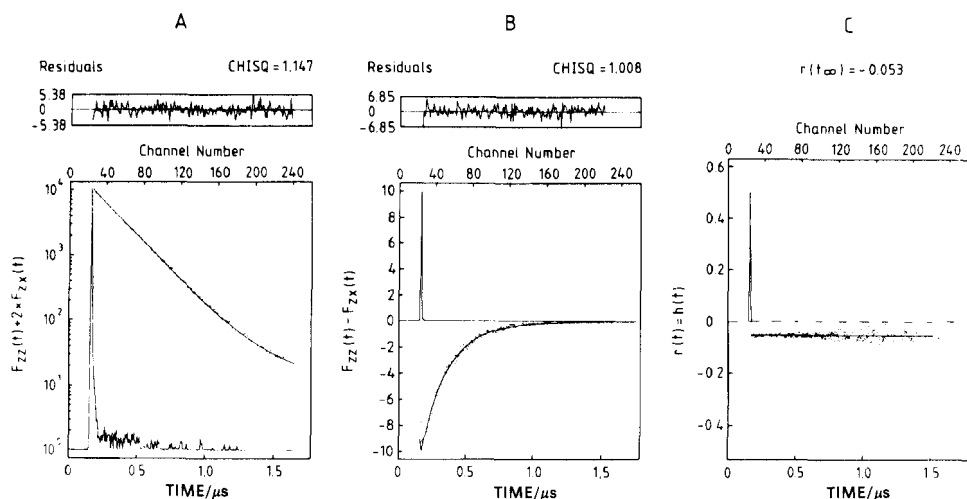 A
Residuals CHISQ = 1.147
5.38
0
-5.38
Channel Number
0 40 80 120 160 200 240
10⁴
10³
10²
10¹
10⁰
F_ZZ(t) + 2×F_ZX(t)
0 0.5 1.0 1.5
TIME/μs
B
Residuals CHISQ = 1.008
6.85
0
-6.85
Channel Number
0 40 80 120 160 200 240
10
8
6
4
2
0
-2
-4
-6
-8
-10
F_ZZ(t) - F_ZX(t)
0 0.5 1.0 1.5
TIME/μs
C
r(t∞) = -0.053
Channel Number
0 40 80 120 160 200 240
0.6
0.4
0.2
0
-0.2
-0.4
r(t) = h(t)
0 0.5 1.0 1.5
TIME/μs